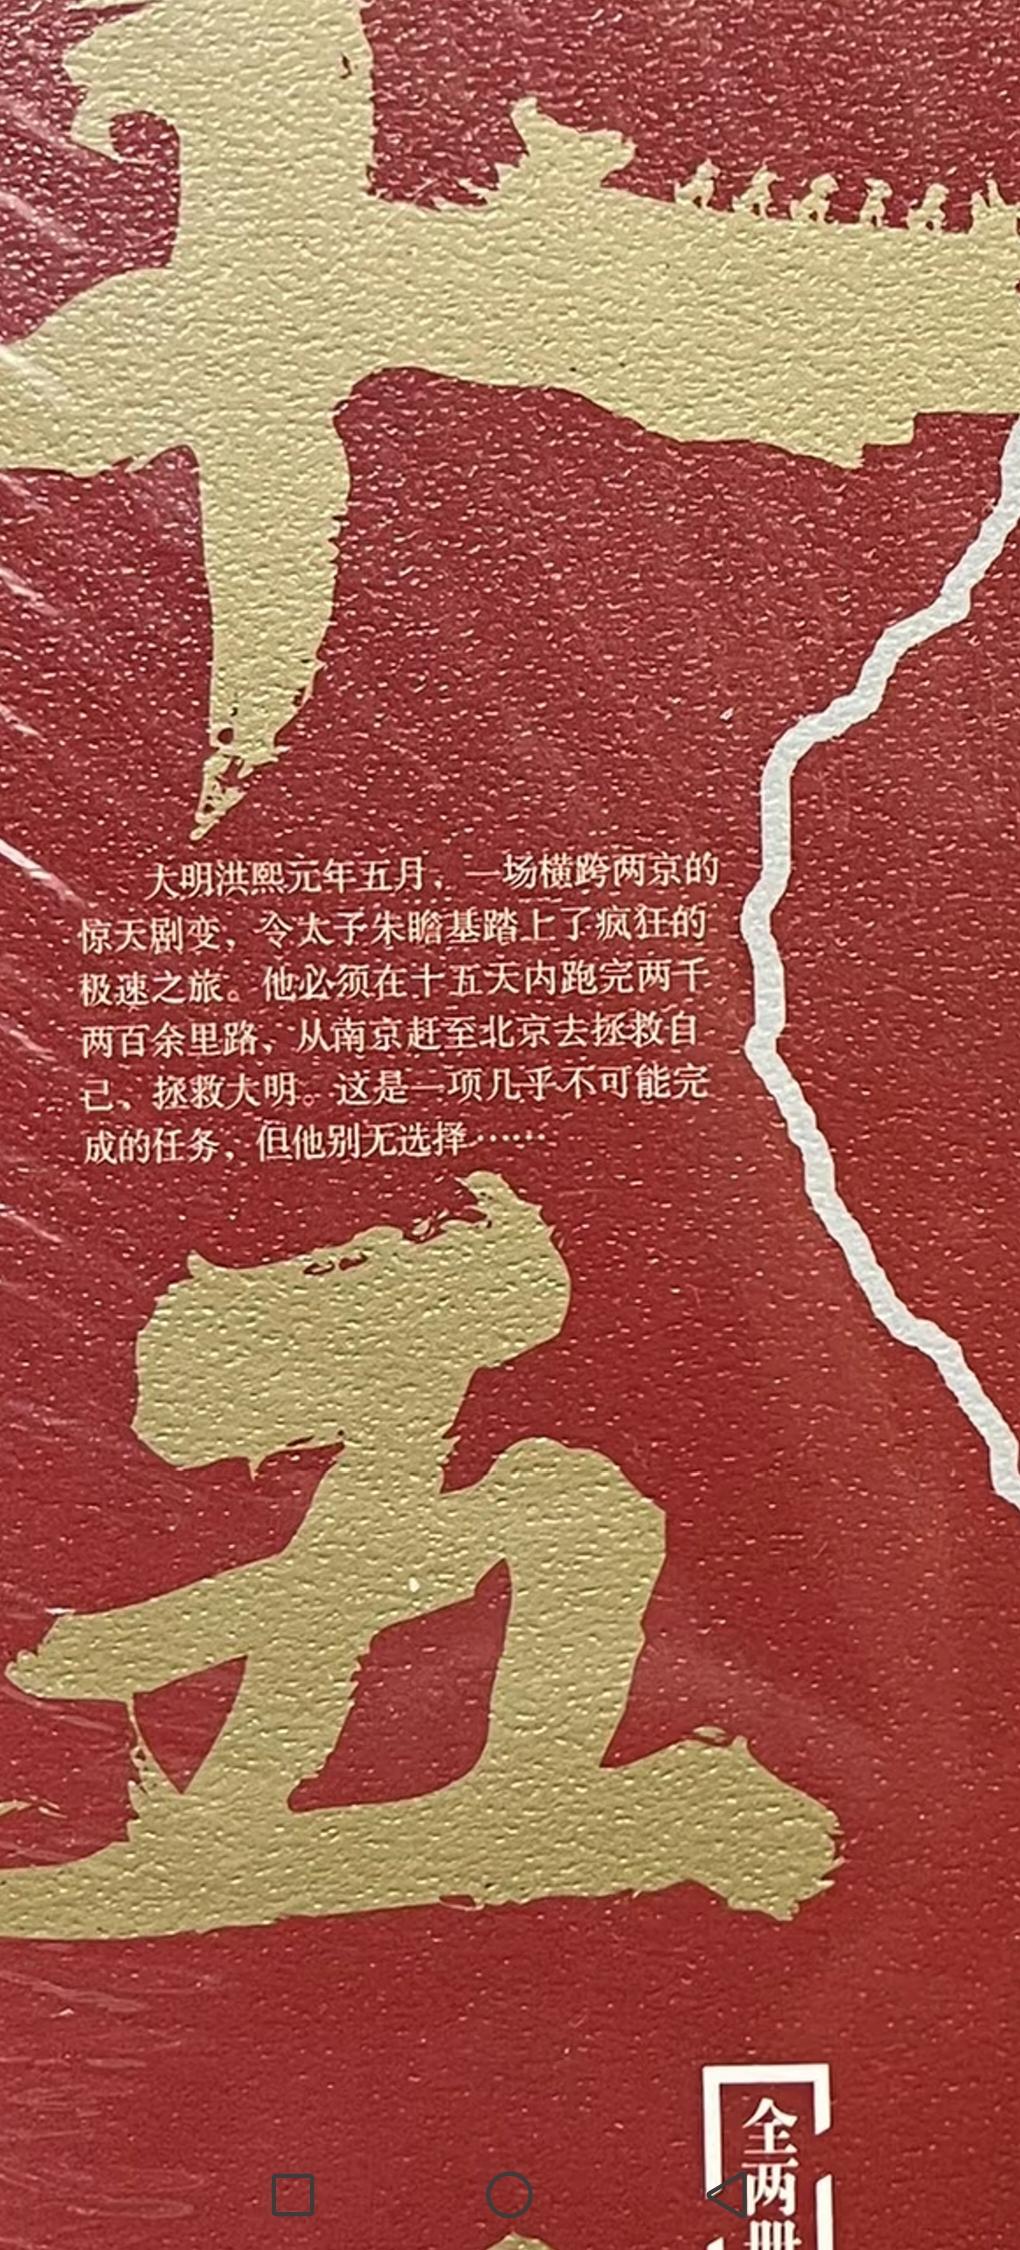 十
大明洪熙元年五月，一场横跨两京的
惊天剧变，令太子朱瞻基踏上了疯狂的
极速之旅。他必须在十五天内跑完两千
两百余里路，从南京赶至北京去拯救自
己、拯救大明。这是一项几乎不可能完
成的任务，但他别无选择……
五
全两册